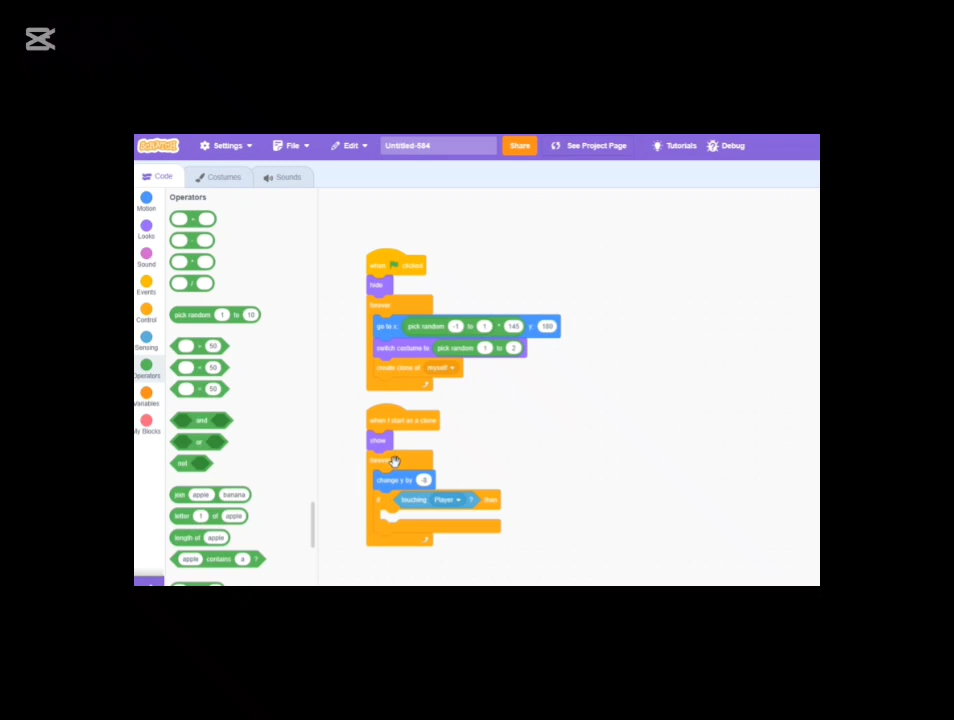 SCRATCH Settings File Edit Untitled-584 Share See Project Page Tutorials Debug
Code Costumes Sounds
Motion
Looks
Sound
Events
Control
Sensing
Operators
Variables
My Blocks
Operators
+
-
*
/
pick random 1 to 10
> 50
< 50
= 50
and
or
not
join apple banana
letter 1 of apple
length of apple
apple contains a ?
when clicked
hide
forever
go to x: pick random -1 to 1 * 145 y: 180
switch costume to pick random 1 to 2
create clone of myself
when I start as a clone
show
forever
change y by -8
if touching Player ? then